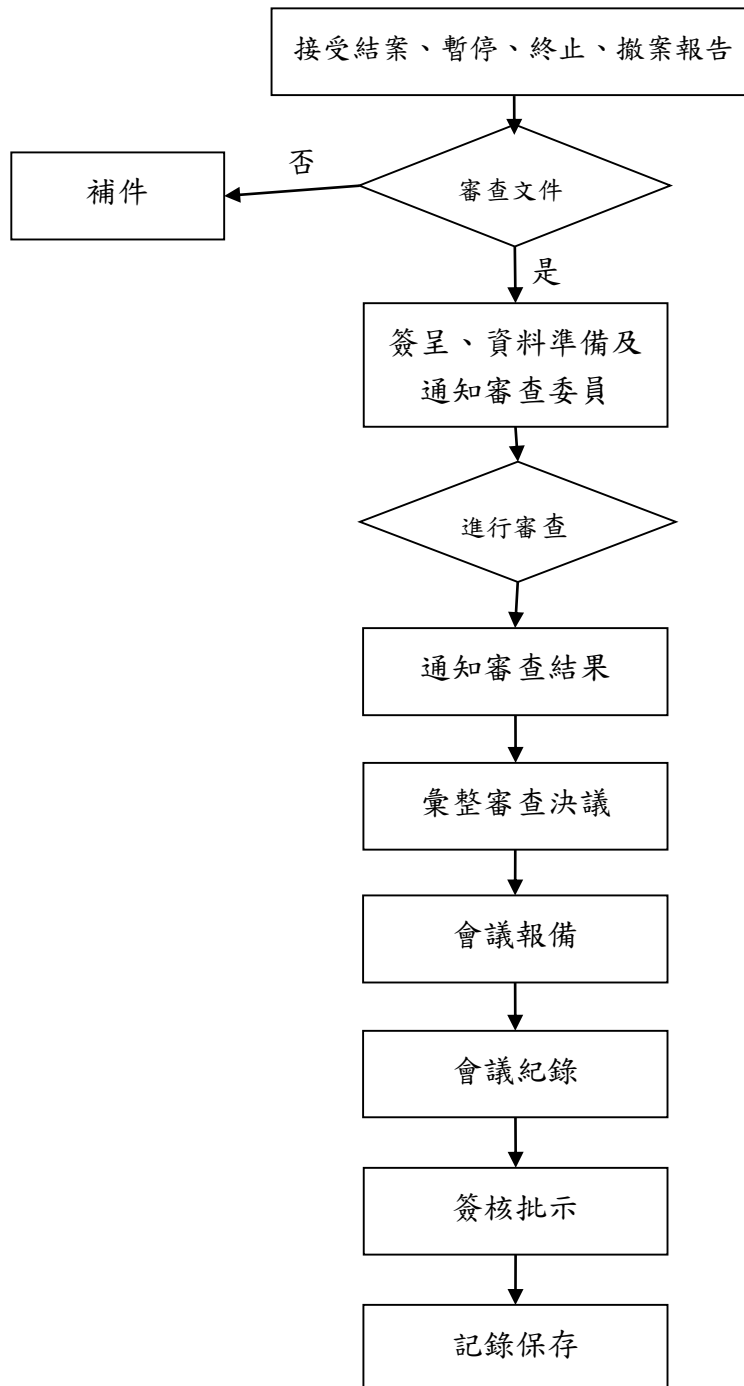 接受結案、暫停、終止、撤案報告
否
補件
審查文件
是
簽呈、資料準備及
通知審查委員
進行審查
通知審查結果
彙整審查決議
會議報備
會議紀錄
簽核批示
記錄保存